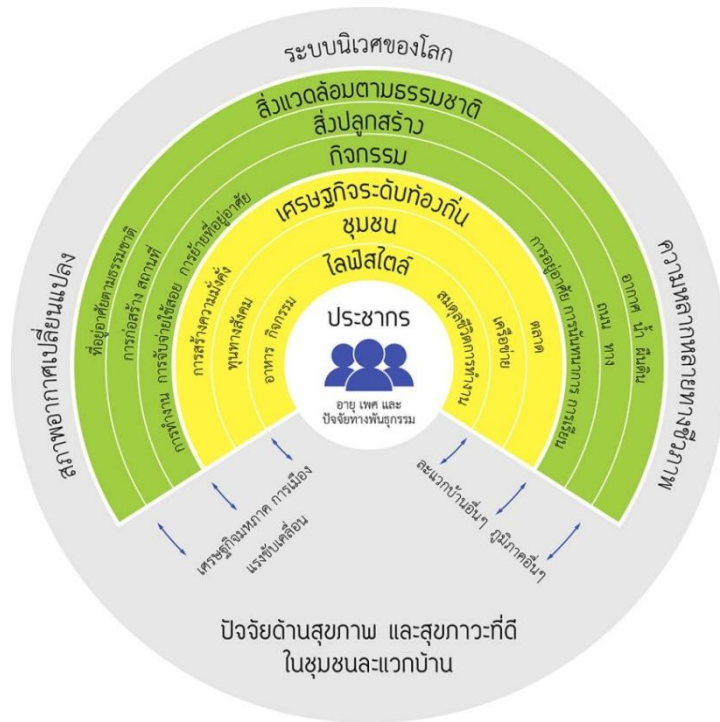 ระบบนิเวศของโลก
สภาพอากาศเปลี่ยนแปลง
ความหลากหลายทางชีวภาพ
สิ่งแวดล้อมตามธรรมชาติ
ที่อยู่อาศัยตามธรรมชาติ
อากาศ น้ำ ผืนดิน
สิ่งปลูกสร้าง
การก่อสร้าง สถานที่
ถนน ทาง
กิจกรรม
การทำงาน การจับจ่ายใช้สอย การย้ายที่อยู่อาศัย
การอยู่อาศัย การนันทนาการ การเรียน
เศรษฐกิจระดับท้องถิ่น
การสร้างความมั่งคั่ง
ตลาด
ชุมชน
ทุนทางสังคม
เครือข่าย
ไลฟ์สไตล์
อาหาร กิจกรรม
สมดุลชีวิตการทำงาน
ประชากร
อายุ เพศ และ
ปัจจัยทางพันธุกรรม
เศรษฐกิจมหภาค การเมือง
แรงขับเคลื่อน
ละแวกบ้านอื่นๆ ภูมิภาคอื่นๆ
ปัจจัยด้านสุขภาพ และสุขภาวะที่ดี
ในชุมชนละแวกบ้าน